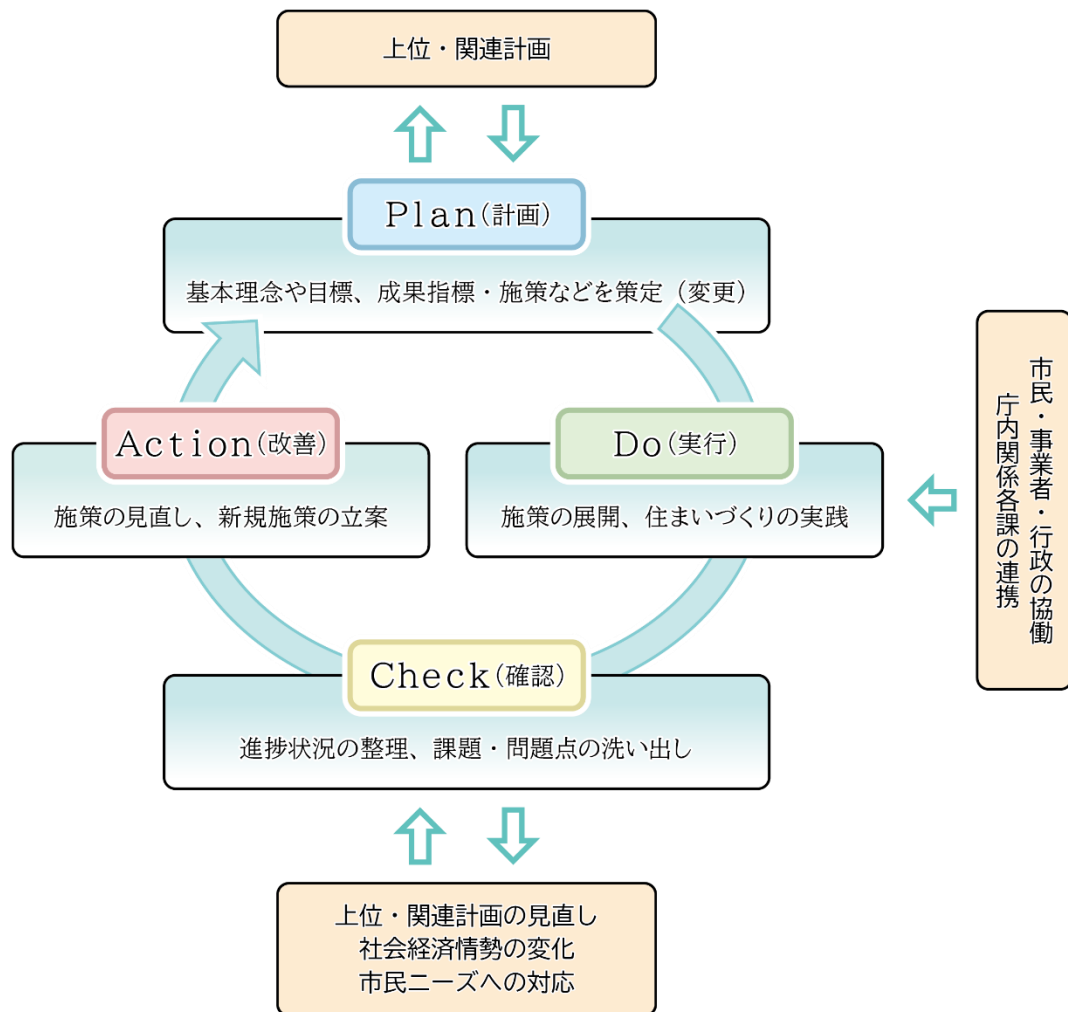 上位・関連計画
Plan(計画)
基本理念や目標、成果指標・施策などを策定（変更）
Action(改善)
施策の見直し、新規施策の立案
Do(実行)
施策の展開、住まいづくりの実践
市民・事業者・行政の協働
庁内関係各課の連携
Check(確認)
進捗状況の整理、課題・問題点の洗い出し
上位・関連計画の見直し
社会経済情勢の変化
市民ニーズへの対応